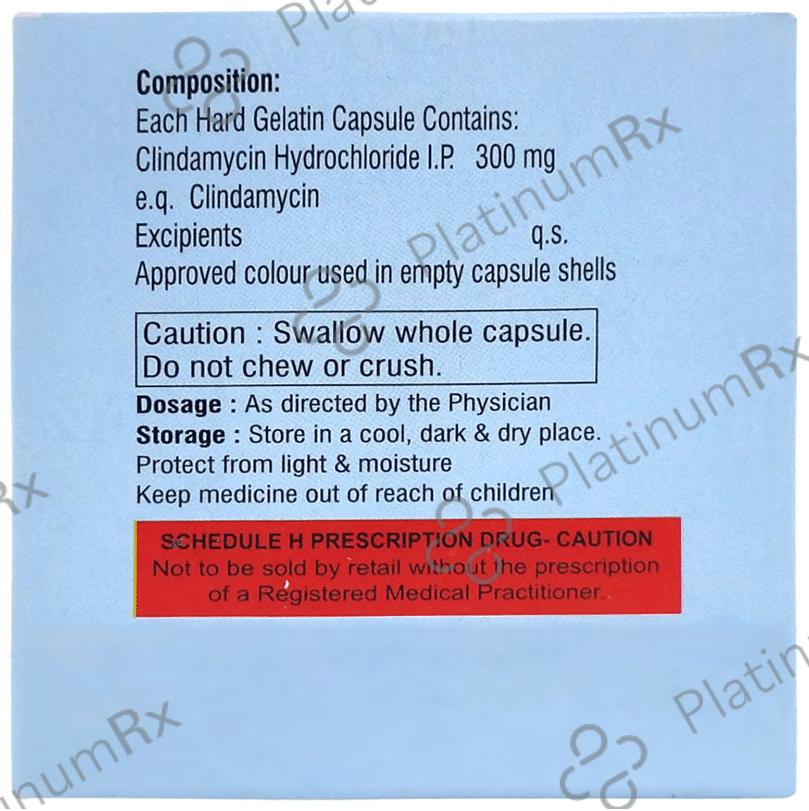 Composition:
Each Hard Gelatin Capsule Contains:
Clindamycin Hydrochloride I.P. 300 mg
e.q. Clindamycin
Excipients q.s.
Approved colour used in empty capsule shells
Caution : Swallow whole capsule.
Do not chew or crush.
Dosage : As directed by the Physician
Storage : Store in a cool, dark & dry place.
Protect from light & moisture
Keep medicine out of reach of children
SCHEDULE H PRESCRIPTION DRUG- CAUTION
Not to be sold by retail without the prescription
of a Registered Medical Practitioner.
PlatinumRx
PlatinumRx
Rx
inumRx
Platin